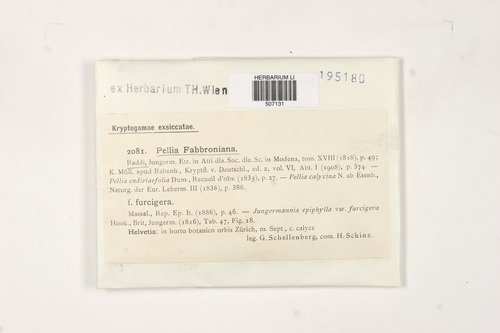 ex Herbarium TH.Wien
HERBARIUM LI
507131
195180
Kryptogamae exsiccatae.
2081. Pellia Fabbroniana.
Raddi, Jungerm. Etr. in Atti dla. Soc. dle. Sc. in Modena, tom. XVIII (1818), p. 49;
K. Müll. apud Rabenh., Kryptfl. v. Deutschl., ed. 2, vol. VI, Abt. I (1908), p. 374. —
Pellia endiviaefolia Dum., Recueil d'obs. (1835), p. 27. — Pellia calycina N. ab Esenb.,
Naturg. der Eur. Leberm. III (1838), p. 386.
f. furcigera.
Massal., Rep. Ep. It. (1886), p. 46. — Jungermannia epiphylla var. furcigera
Hook., Brit. Jungerm. (1816), Tab. 47, Fig. 18.
Helvetia: in horto botanico urbis Zürich, m. Sept., c. calyce
leg. G. Schellenberg, com. H. Schinz.